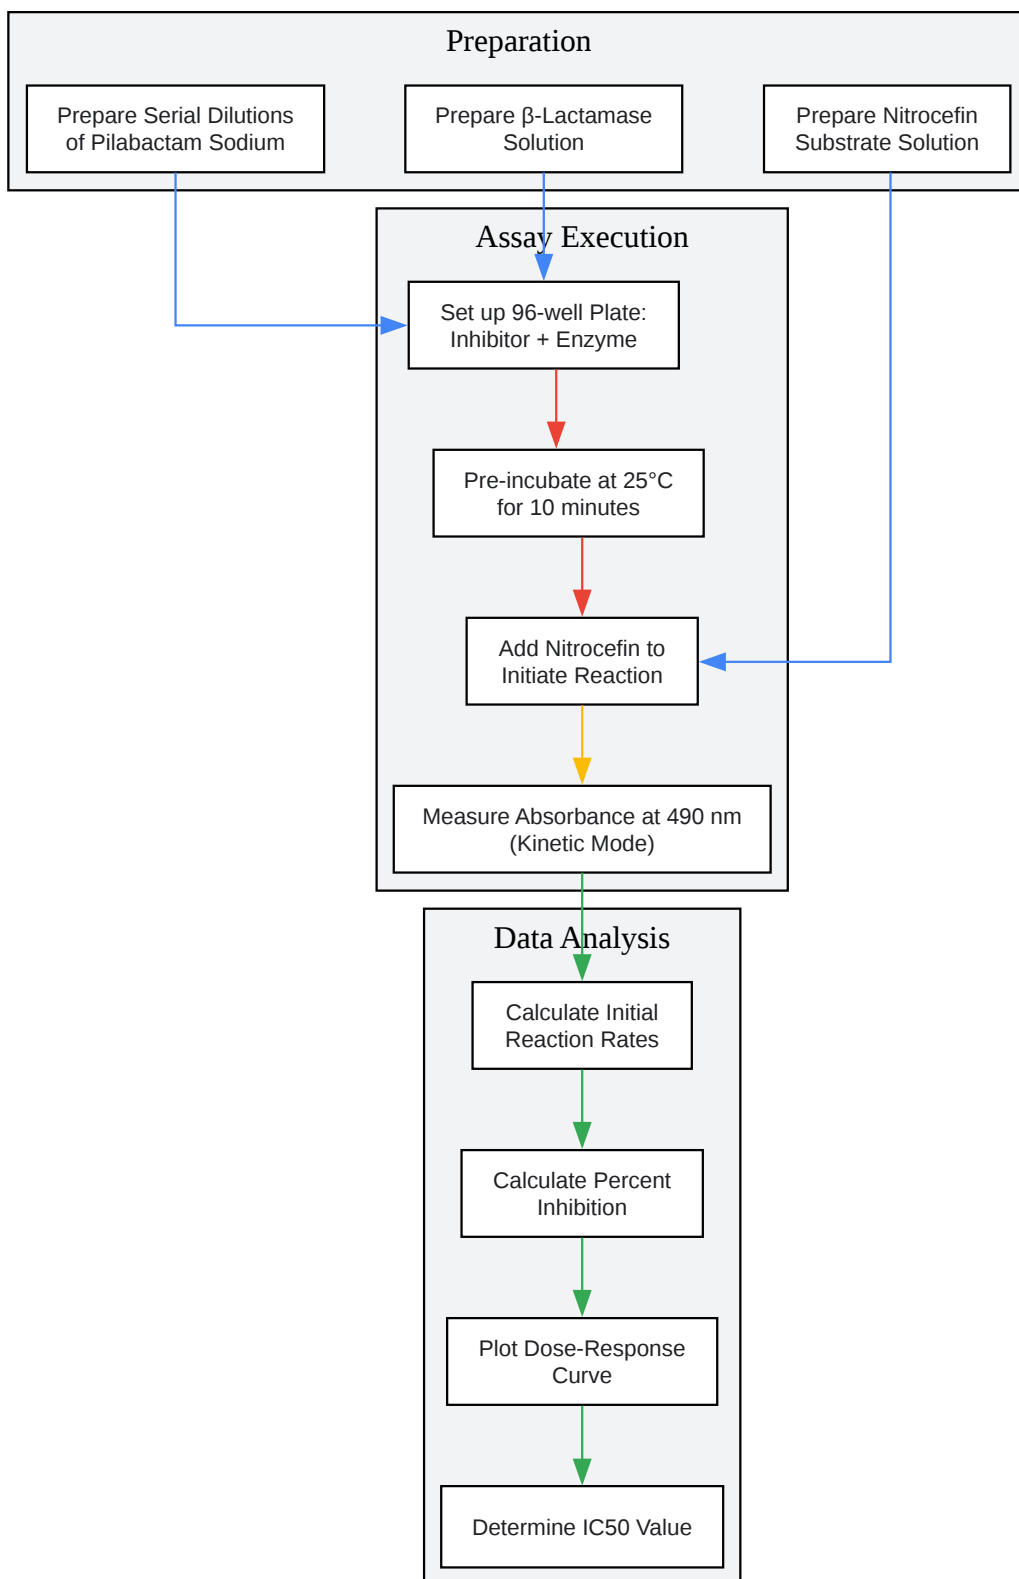 Preparation
Prepare Serial Dilutions
of Pilabactam Sodium
Prepare β-Lactamase
Solution
Prepare Nitrocefin
Substrate Solution
Assay Execution
Set up 96-well Plate:
Inhibitor + Enzyme
Pre-incubate at 25°C
for 10 minutes
Add Nitrocefin to
Initiate Reaction
Measure Absorbance at 490 nm
(Kinetic Mode)
Data Analysis
Calculate Initial
Reaction Rates
Calculate Percent
Inhibition
Plot Dose-Response
Curve
Determine IC50 Value